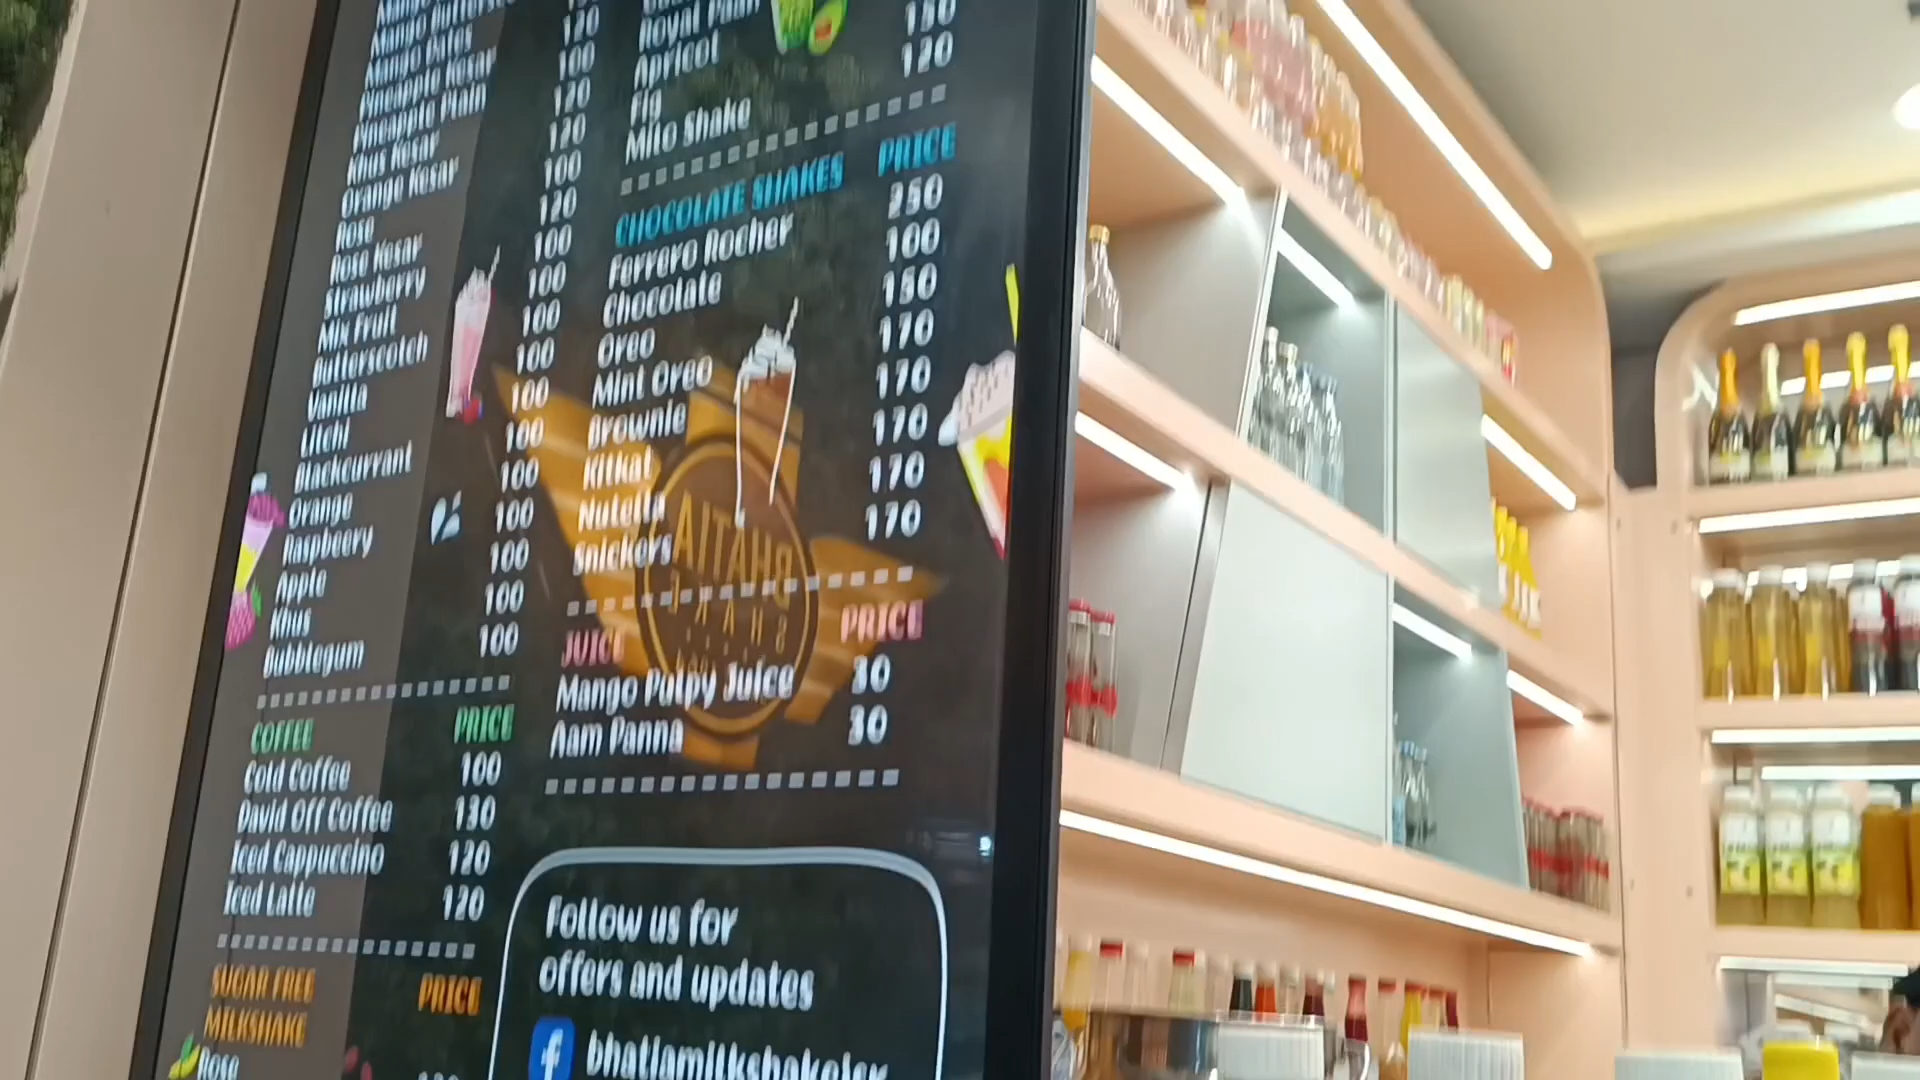 100
120
Pineapple Kesar 100
Pineapple Plain 120
Khus Kesar 120
Orange Kesar 100
Rose 120
Rose Kesar 100
Strawberry 100
Mix Fruit 100
Butterscotch 100
Vanilla 100
Litchi 100
Blackcurrant 100
Orange 100
Raspbeery 100
Apple 100
Khus 100
Bubblegum
COFFEE PRICE
Cold Coffee 100
David Off Coffee 130
Iced Cappuccino 120
Iced Latte 120
SUGAR FREE PRICE
MILKSHAKE
Rose
Apricot
Fig
Milo Shake
120
CHOCOLATE SHAKES PRICE
Ferrero Rocher 250
Chocolate 100
Oreo 150
Mint Oreo 170
Brownie 170
Kitkat 170
Nutella 170
Snickers 170
JUICE PRICE
Mango Pulpy Juice 30
Aam Panna 30
BHATIA
Follow us for
offers and updates